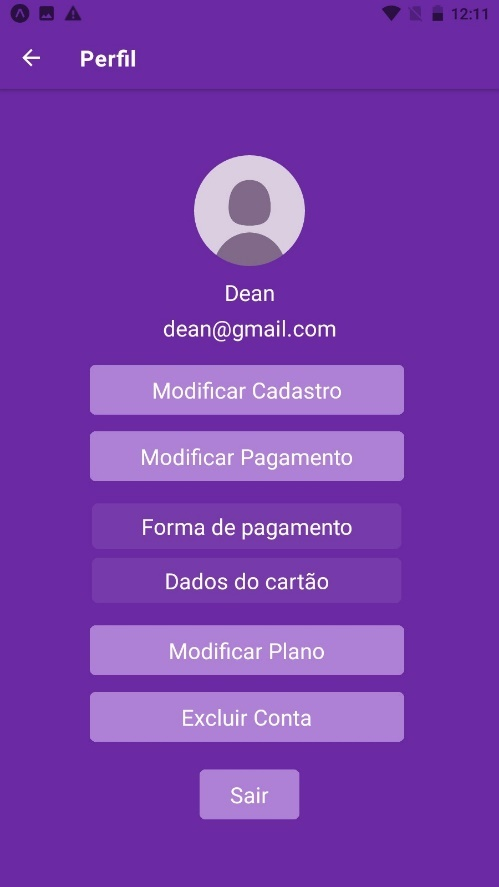 12:11
Perfil
Dean
dean@gmail.com
Modificar Cadastro
Modificar Pagamento
Forma de pagamento
Dados do cartão
Modificar Plano
Excluir Conta
Sair